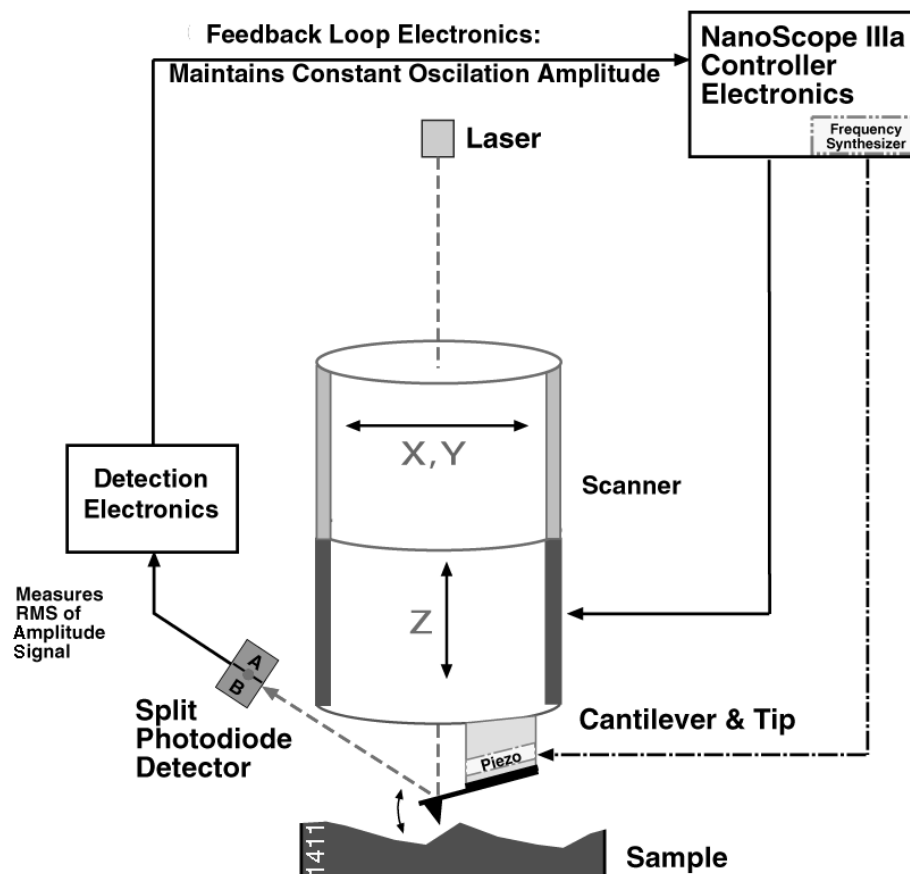 Feedback Loop Electronics:
Maintains Constant Oscilation Amplitude
NanoScope IIIa
Controller
Electronics
Frequency
Synthesizer
Laser
X, Y
Scanner
Detection
Electronics
Z
Measures
RMS of
Amplitude
Signal
A
B
Split
Photodiode
Detector
Cantilever & Tip
Piezo
1411
Sample